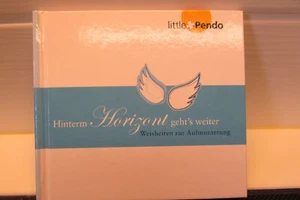 little Pendo
Hinterm Horizont geht's weiter
Weisheiten zur Aufmunterung